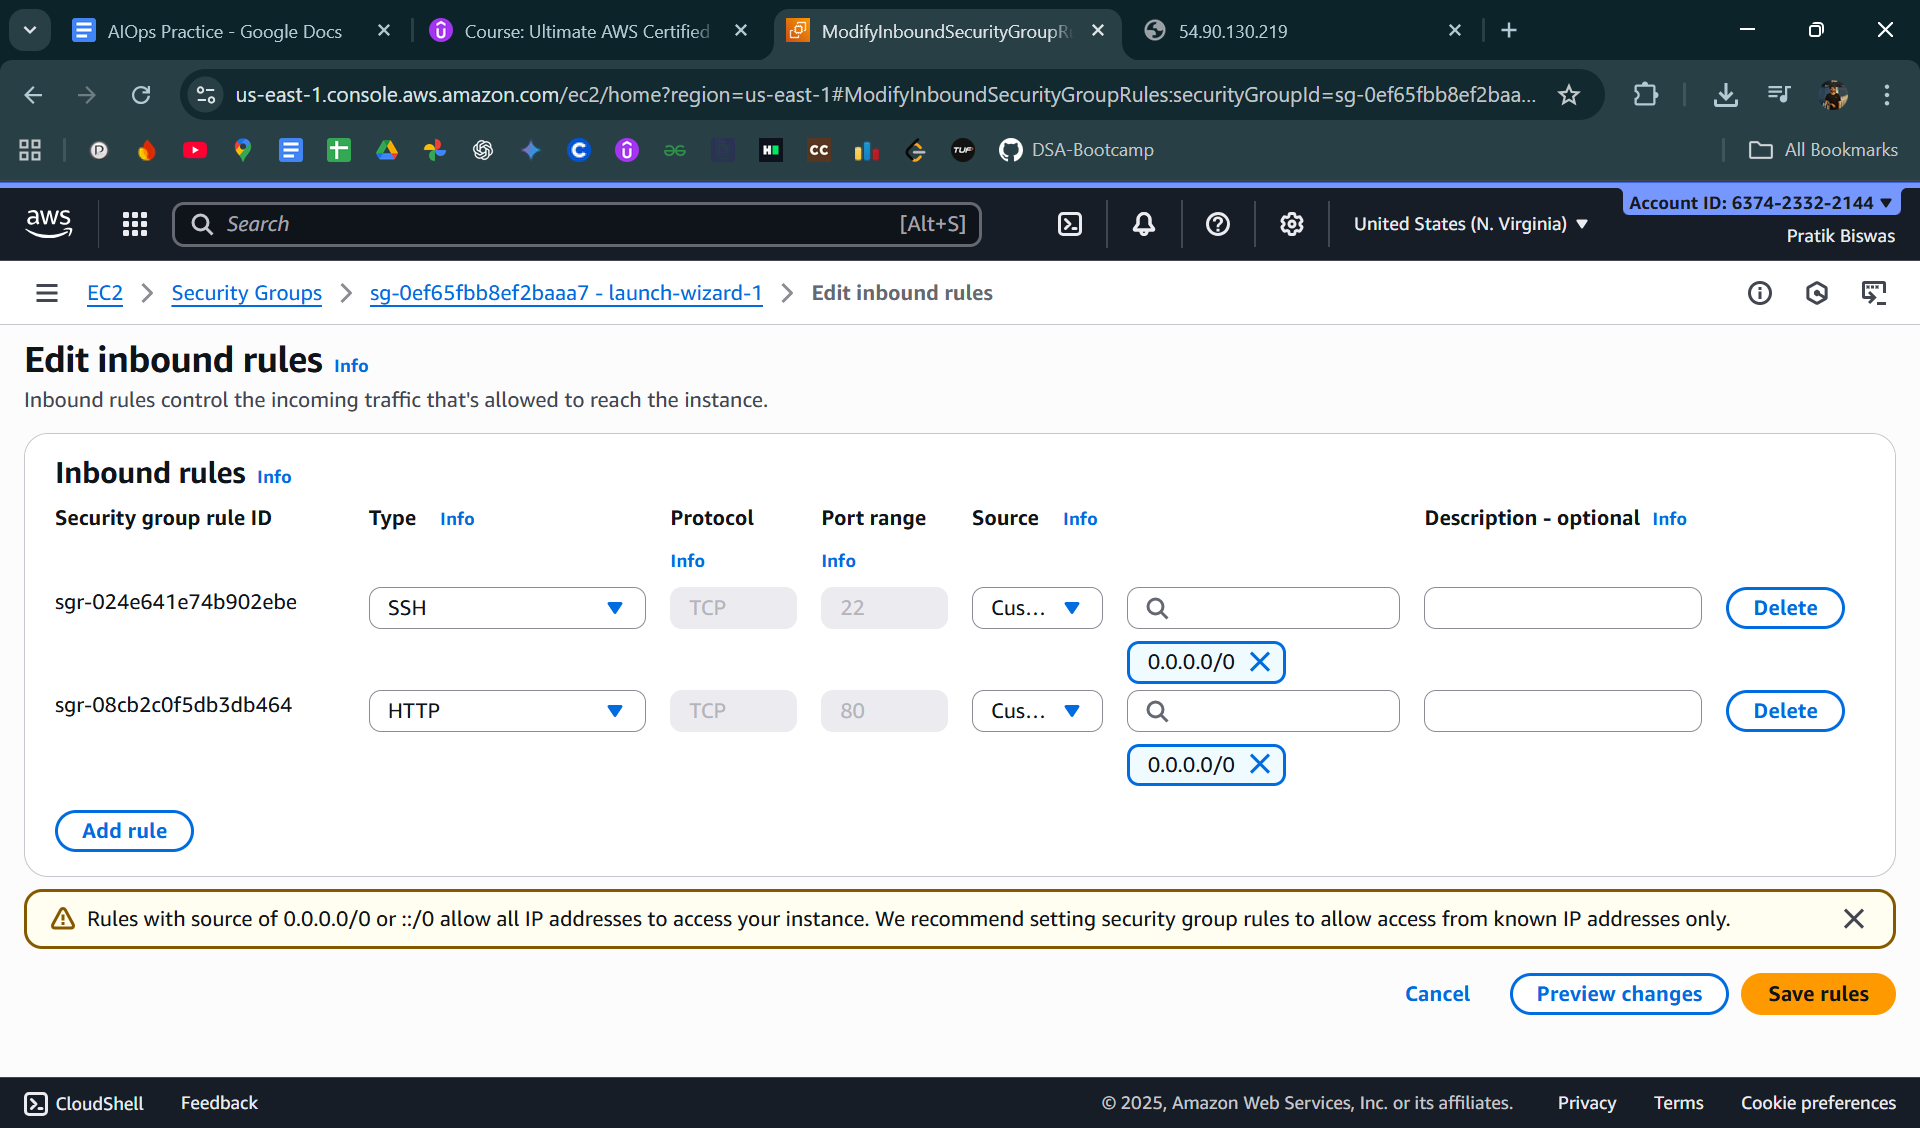 AIOps Practice - Google Docs
Course: Ultimate AWS Certified
ModifyInboundSecurityGroupRu
54.90.130.219
us-east-1.console.aws.amazon.com/ec2/home?region=us-east-1#ModifyInboundSecurityGroupRules:securityGroupId=sg-0ef65fbb8ef2baa...
CC
TUF
DSA-Bootcamp
All Bookmarks
aws
Search
[Alt+S]
United States (N. Virginia)
Account ID: 6374-2332-2144
Pratik Biswas
EC2
Security Groups
sg-0ef65fbb8ef2baaa7 - launch-wizard-1
Edit inbound rules
Edit inbound rules Info
Inbound rules control the incoming traffic that's allowed to reach the instance.
Inbound rules Info
Security group rule ID
Type Info
Protocol Info
Port range Info
Source Info
Description - optional Info
sgr-024e641e74b902ebe
SSH
TCP
22
Cus...
Delete
0.0.0.0/0
sgr-08cb2c0f5db3db464
HTTP
TCP
80
Cus...
Delete
0.0.0.0/0
Add rule
Rules with source of 0.0.0.0/0 or ::/0 allow all IP addresses to access your instance. We recommend setting security group rules to allow access from known IP addresses only.
Cancel
Preview changes
Save rules
CloudShell
Feedback
© 2025, Amazon Web Services, Inc. or its affiliates.
Privacy
Terms
Cookie preferences